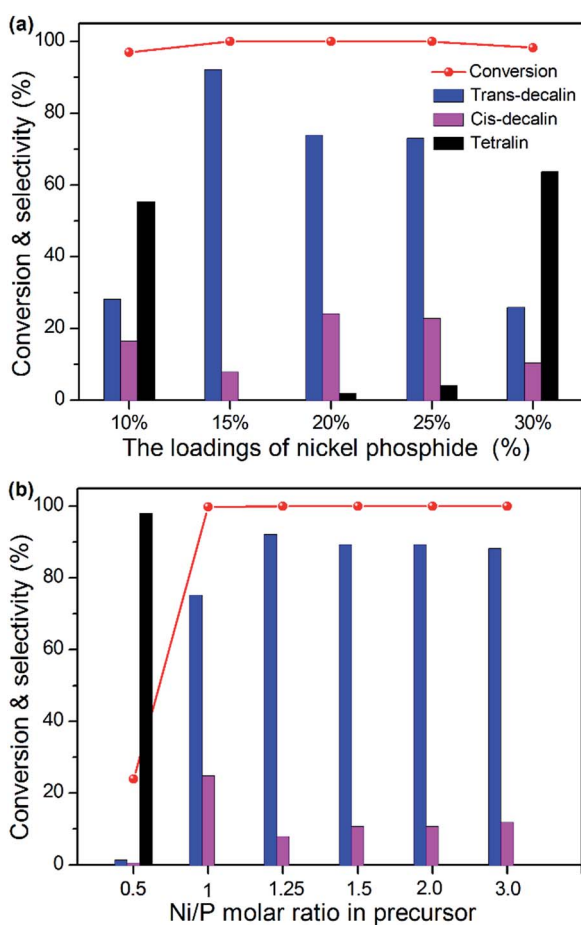 (a)
Conversion & selectivity (%)
100
80
60
40
20
0
Conversion
Trans-decalin
Cis-decalin
Tetralin
10% 15% 20% 25% 30%
The loadings of nickel phosphide (%)
(b)
Conversion & selectivity (%)
100
80
60
40
20
0
0.5 1 1.25 1.5 2.0 3.0
Ni/P molar ratio in precursor